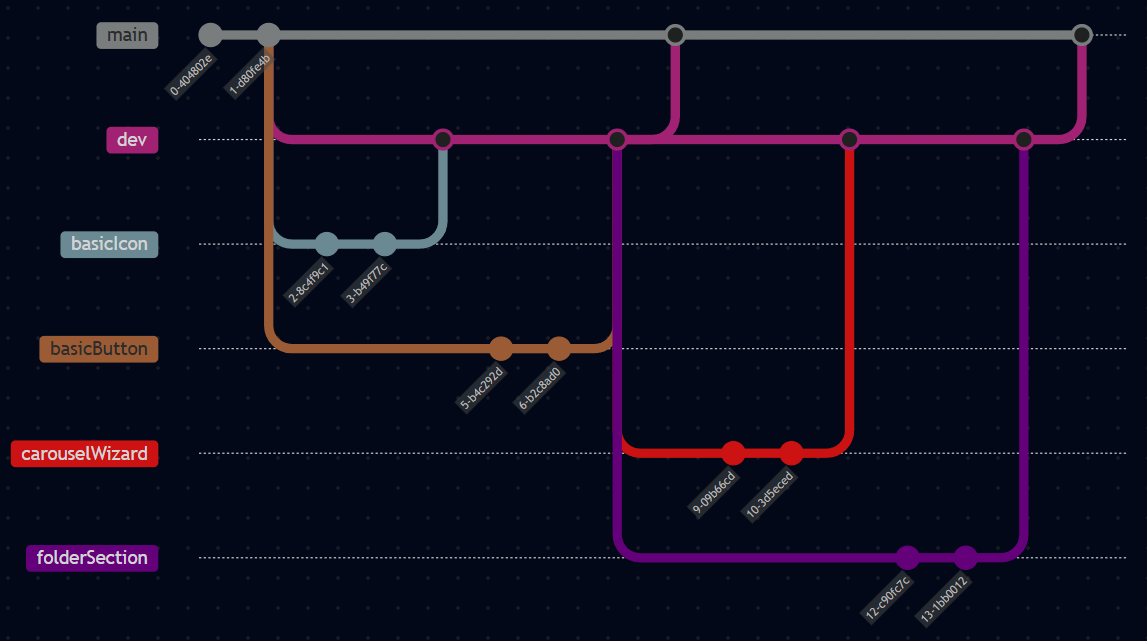 main
0-404802e
1-d80fe4b
dev
basicIcon
2-8c4f9c1
3-b49f77c
basicButton
5-b4c292d
6-b2c8ad0
carouselWizard
9-09b66cd
10-3d5eced
folderSection
12-c90fc7c
13-1bb0012